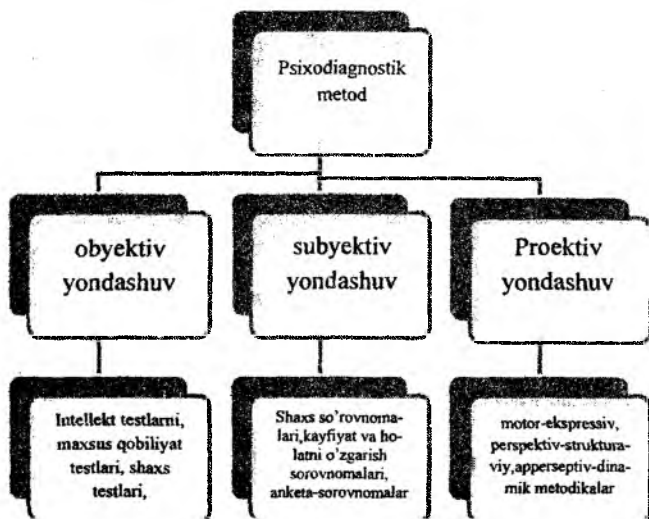 Psixodiagnostik
metod
obyektiv
yondashuv
subyektiv
yondashuv
Proektiv
yondashuv
Intellekt testlarni,
maxsus qobiliyat
testlari, shaxs
testlari,
Shaxs so'rovnoma-
lari,kayfiyat va ho-
latni o'zgarish
sorovnomalari,
anketa-sorovnomalar
motor-ekspressiv,
perspektiv-struktura-
viy,apperseptiv-dina-
mik metodikalar